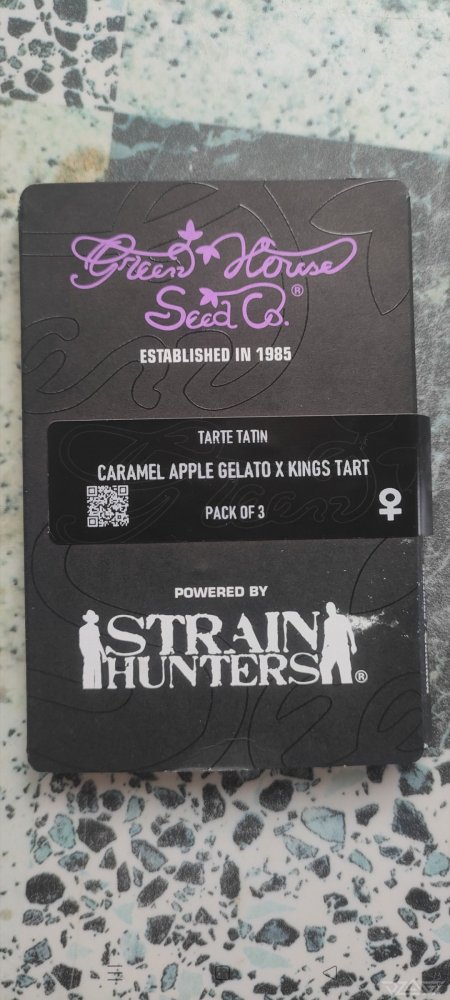 Green House
Seed Co.®
ESTABLISHED IN 1985
TARTE TATIN
CARAMEL APPLE GELATO X KINGS TART
PACK OF 3
POWERED BY
STRAIN
HUNTERS®